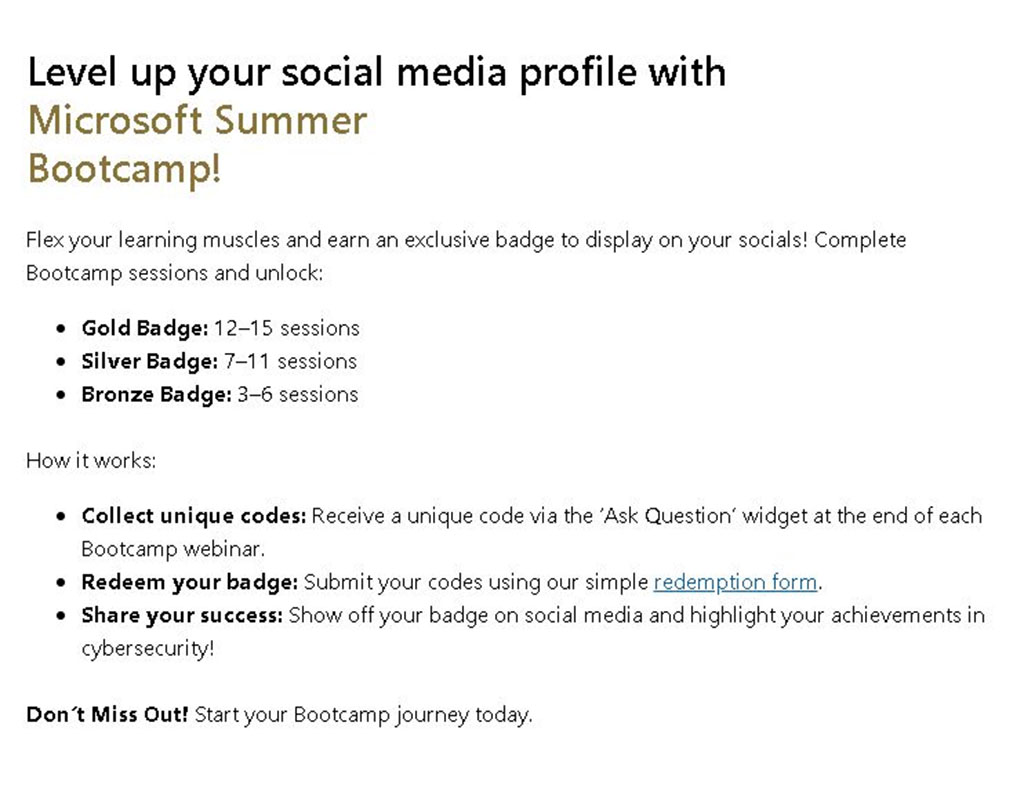 Level up your social media profile with
Microsoft Summer
Bootcamp!
Flex your learning muscles and earn an exclusive badge to display on your socials! Complete
Bootcamp sessions and unlock:
• Gold Badge: 12–15 sessions
• Silver Badge: 7–11 sessions
• Bronze Badge: 3–6 sessions
How it works:
• Collect unique codes: Receive a unique code via the ‘Ask Question’ widget at the end of each
Bootcamp webinar.
• Redeem your badge: Submit your codes using our simple redemption form.
• Share your success: Show off your badge on social media and highlight your achievements in
cybersecurity!
Don´t Miss Out! Start your Bootcamp journey today.